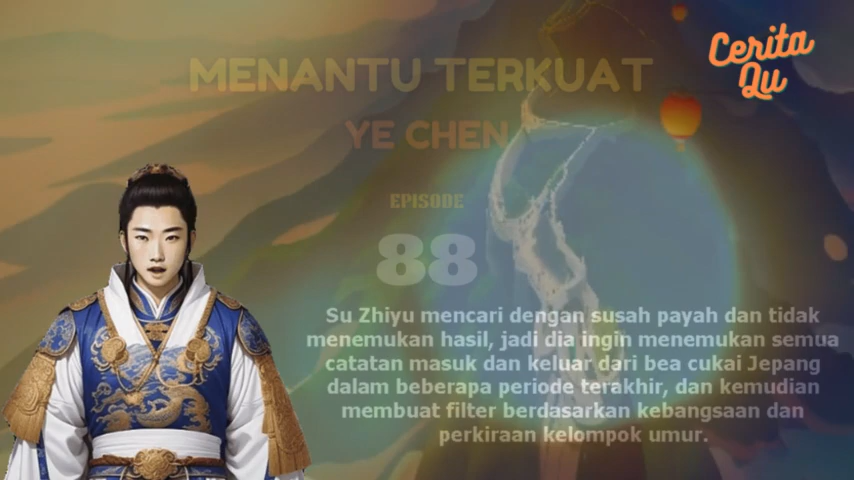 Cerita
Qu
MENANTU TERKUAT
YE CHEN
EPISODE
88
Su Zhiyu mencari dengan susah payah dan tidak
menemukan hasil, jadi dia ingin menemukan semua
catatan masuk dan keluar dari bea cukai Jepang
dalam beberapa periode terakhir, dan kemudian
membuat filter berdasarkan kebangsaan dan
perkiraan kelompok umur.